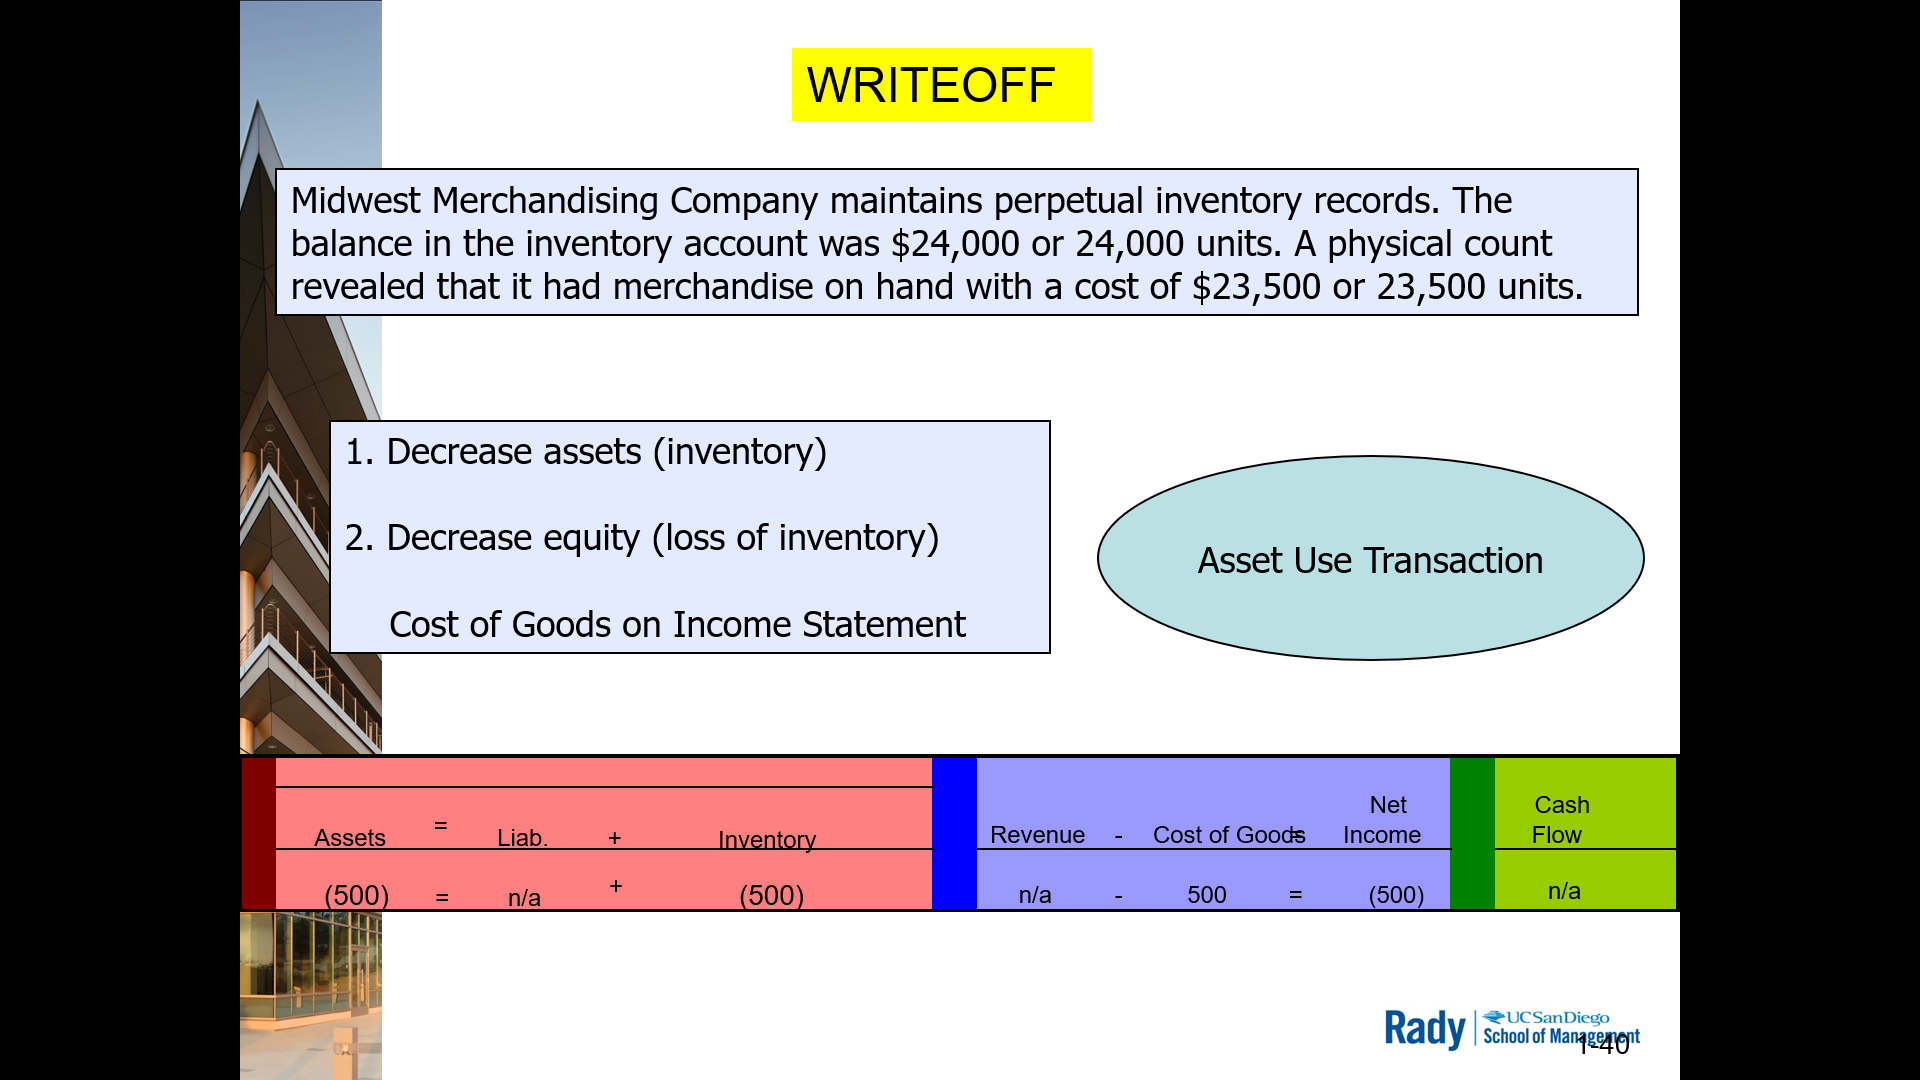 WRITEOFF
Midwest Merchandising Company maintains perpetual inventory records. The
balance in the inventory account was $24,000 or 24,000 units. A physical count
revealed that it had merchandise on hand with a cost of $23,500 or 23,500 units.
1. Decrease assets (inventory)
2. Decrease equity (loss of inventory)
Cost of Goods on Income Statement
Asset Use Transaction
Assets = Liab. + Inventory Revenue - Cost of Goods = Net Income Cash Flow
(500) = n/a + (500) n/a - 500 = (500) n/a
Rady UC San Diego
School of Management
1-40